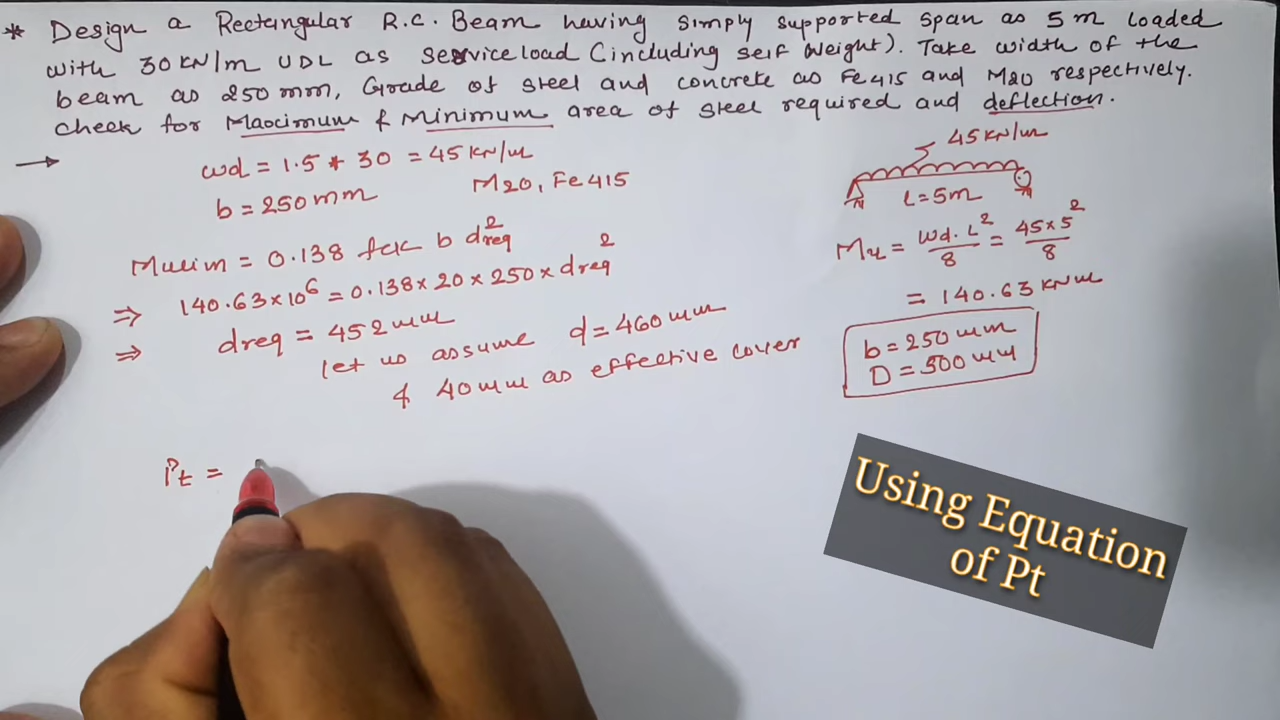 * Design a Rectangular R.C. Beam having simply supported span as 5m loaded
with 30 KN/m UDL as service load (including self weight). Take width of the
beam as 250 mm, Grade of steel and concrete as Fe415 and M20 respectively.
check for Maximum & Minimum area of steel required and deflection.
→ wd = 1.5 * 30 = 45 KN/m
b = 250 mm M20, Fe415
Mulim = 0.138 fck b dreq²
⇒ 140.63×10⁶ = 0.138×20×250×dreq²
⇒ dreq = 452 mm
let us assume d = 460 mm
& 40 mm as effective cover
45 KN/m
L = 5m
Mu = wd.L²/8 = 45×5²/8
= 140.63 KNm
b = 250 mm
D = 500 mm
Pt =
Using Equation
of Pt